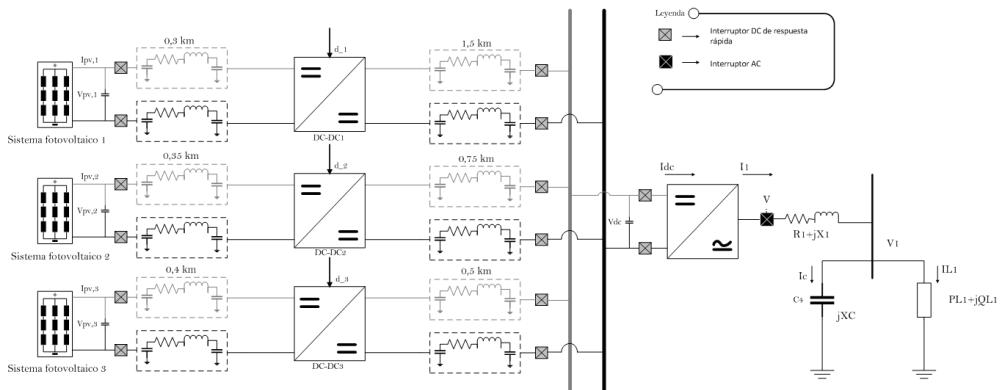 Leyenda
Interruptor DC de respuesta
rápida
Interruptor AC
0,3 km
d_1
1,5 km
Ipv,1
Vpv,1
DC-DC1
Sistema fotovoltaico 1
0,35 km
d_2
0,75 km
Ipv,2
Vpv,2
DC-DC2
Sistema fotovoltaico 2
0,4 km
d_3
0,5 km
Ipv,3
Vpv,3
DC-DC3
Sistema fotovoltaico 3
Idc
I1
Vdc
V
R1+jX1
V1
Ic
IL1
C4
jXC
PL1+jQL1